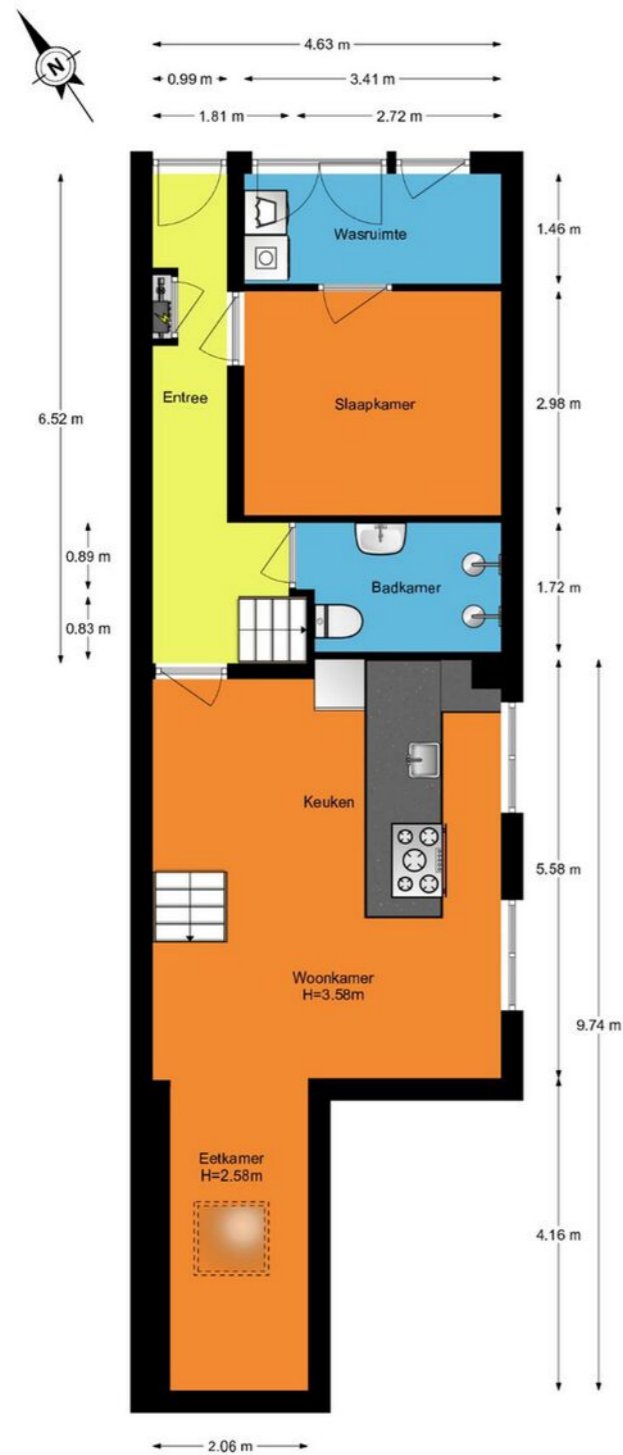 N
4.63 m
0.99 m
3.41 m
1.81 m
2.72 m
Wasruimte
1.46 m
Entree
Slaapkamer
2.98 m
6.52 m
0.89 m
Badkamer
1.72 m
0.83 m
Keuken
5.58 m
Woonkamer
H=3.58m
9.74 m
Eetkamer
H=2.58m
4.16 m
2.06 m